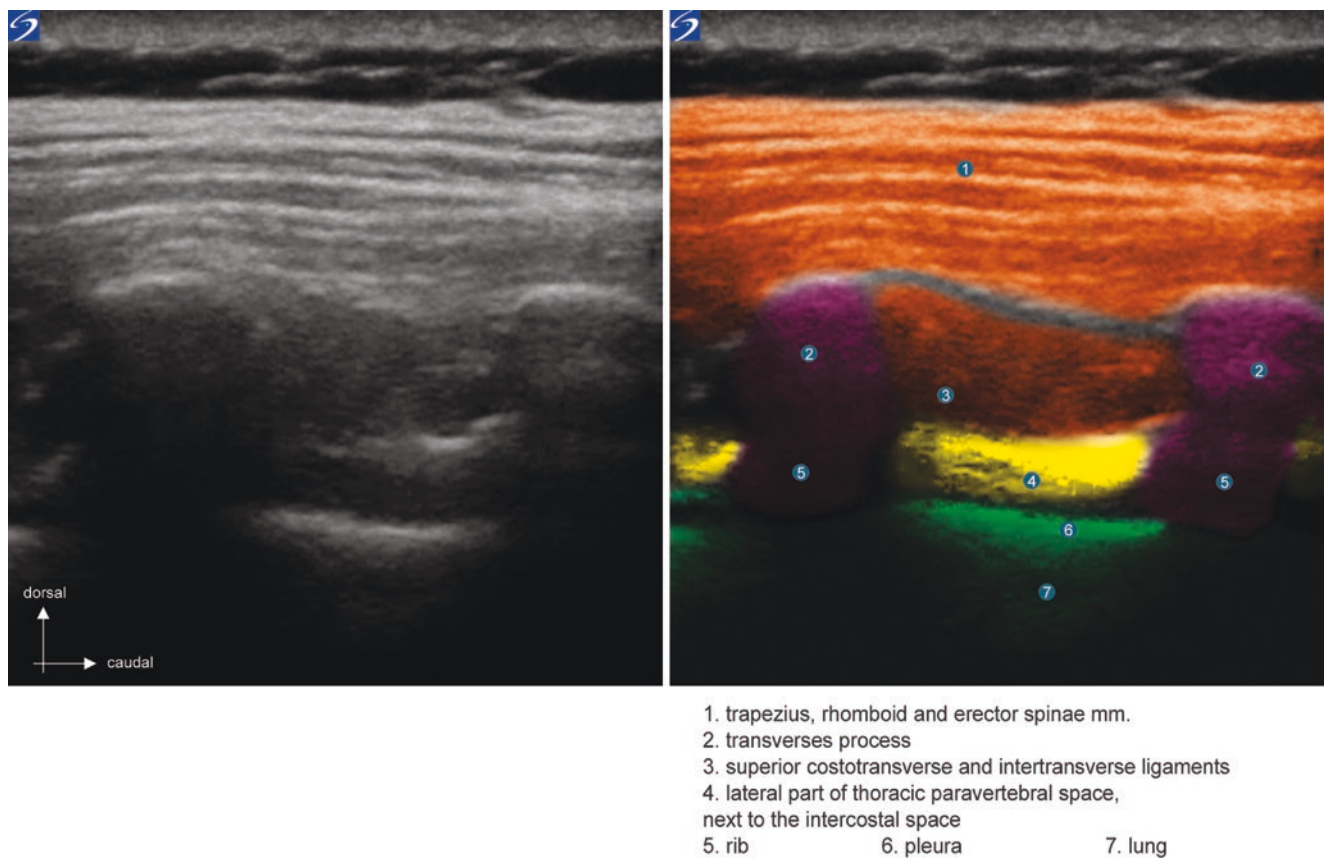 1
2
2
3
4
5
5
6
7
dorsal
caudal
1. trapezius, rhomboid and erector spinae mm.
2. transverses process
3. superior costotransverse and intertransverse ligaments
4. lateral part of thoracic paravertebral space,
next to the intercostal space
5. rib 6. pleura 7. lung